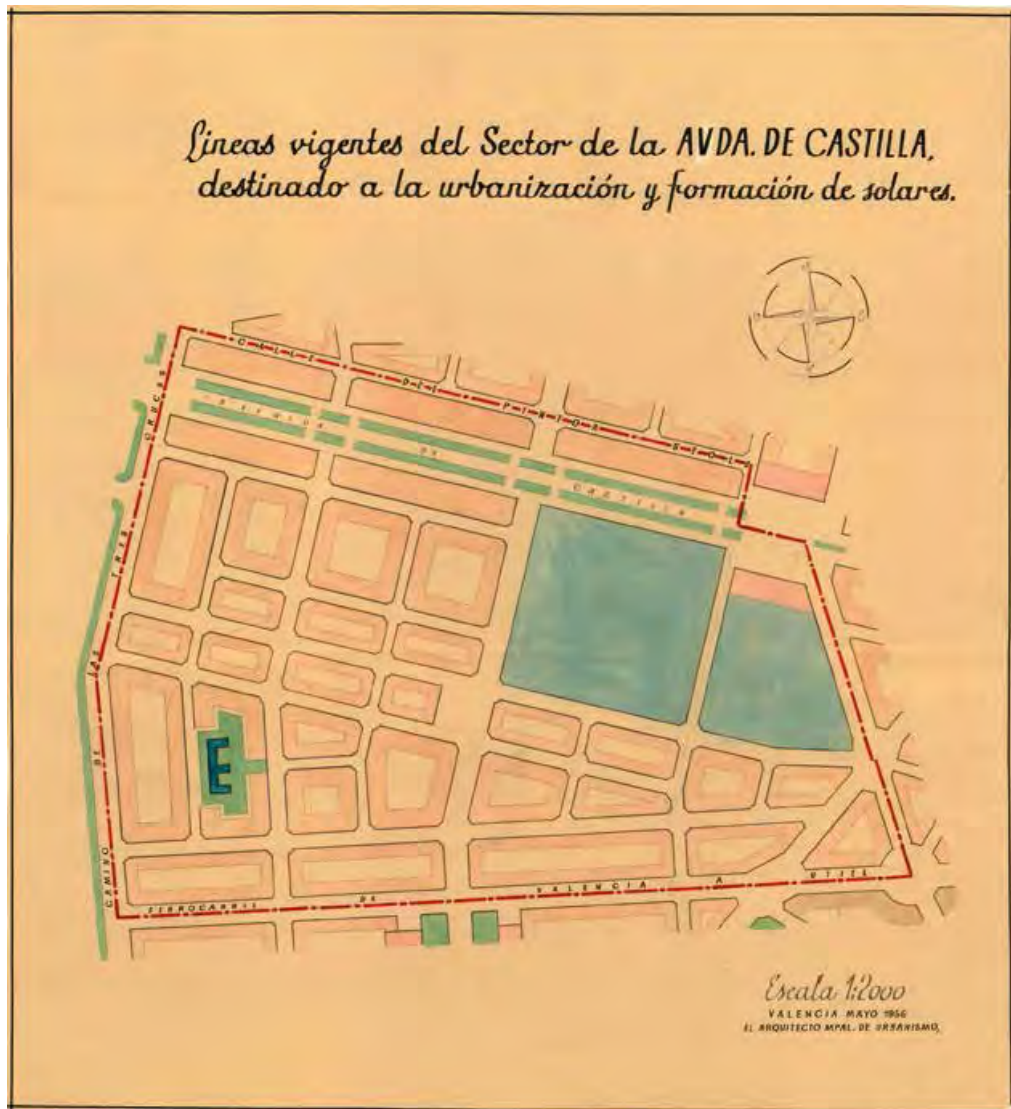 Lineas vigentes del Sector de la AVDA. DE CASTILLA,
destinado a la urbanización y formación de solares.
CALLE DEL PINTOR STOLZ
AVENIDA DE CASTILLA
CAMINO DE LAS TRES CRUCES
FERROCARRIL DE VALENCIA A UTIEL
Escala 1:2000
VALENCIA MAYO 1956
EL ARQUITECTO MPAL. DE URBANISMO,